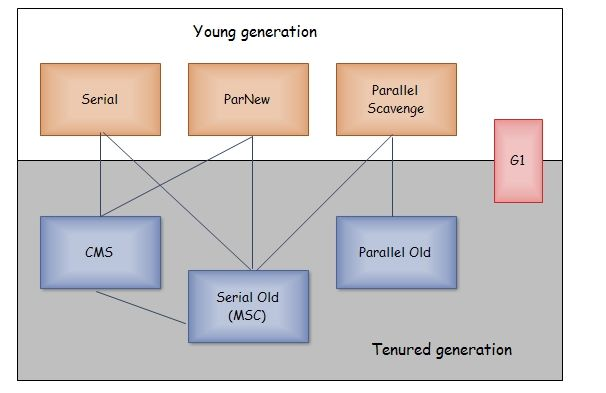 Young generation
Serial
ParNew
Parallel
Scavenge
G1
CMS
Serial Old
(MSC)
Parallel Old
Tenured generation